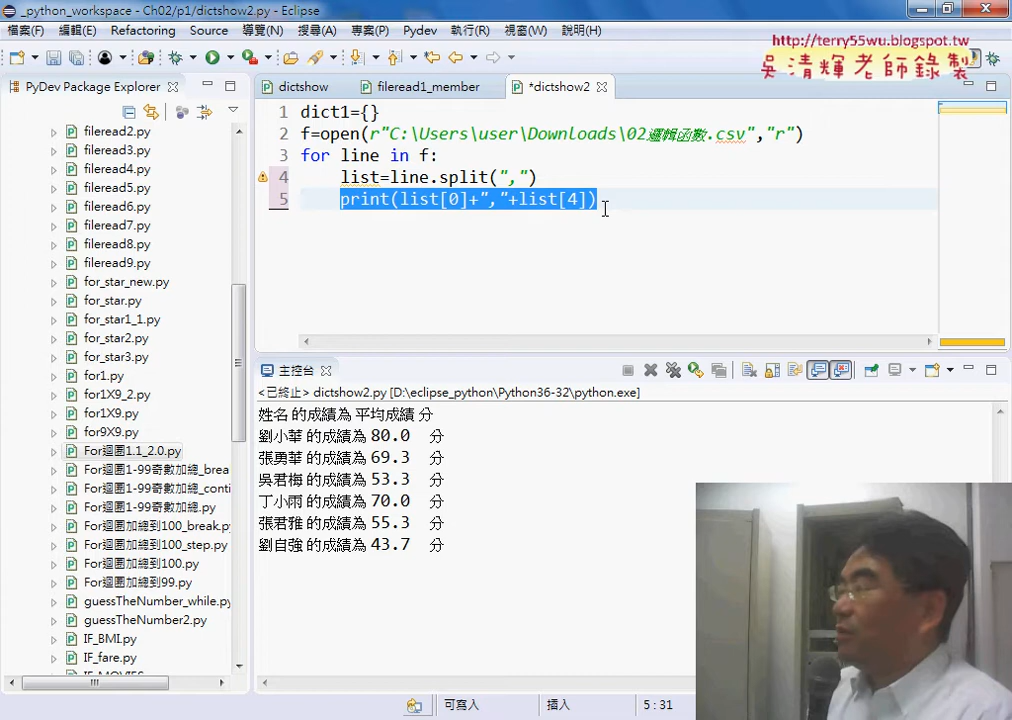 _python_workspace - Ch02/p1/dictshow2.py - Eclipse
檔案(F) 編輯(E) Refactoring Source 導覽(N) 搜尋(A) 專案(P) Pydev 執行(R) 視窗(W) 說明(H)
http://terry55wu.blogspot.tw
吳清輝老師錄製
PyDev Package Explorer
dictshow fileread1_member *dictshow2
fileread2.py
fileread3.py
fileread4.py
fileread5.py
fileread6.py
fileread7.py
fileread8.py
fileread9.py
for_star_new.py
for_star.py
for_star1_1.py
for_star2.py
for_star3.py
for1.py
for1X9_2.py
for1X9.py
for9X9.py
For迴圈1.1_2.0.py
For迴圈1-99奇數加總_brea
For迴圈1-99奇數加總_conti
For迴圈1-99奇數加總.py
For迴圈加總到100_break.p
For迴圈加總到100_step.py
For迴圈加總到100.py
For迴圈加總到99.py
guessTheNumber_while.py
guessTheNumber2.py
IF_BMI.py
IF_fare.py
IF_MOVIES
1 dict1={}
2 f=open(r"C:\Users\user\Downloads\02邏輯函數.csv","r")
3 for line in f:
4 list=line.split(",")
5 print(list[0]+","+list[4])
主控台
<已終止> dictshow2.py [D:\eclipse_python\Python36-32\python.exe]
姓名 的成績為 平均成績 分
劉小華 的成績為 80.0 分
張勇華 的成績為 69.3 分
吳君梅 的成績為 53.3 分
丁小雨 的成績為 70.0 分
張君雅 的成績為 55.3 分
劉自強 的成績為 43.7 分
可寫入 插入 5:31